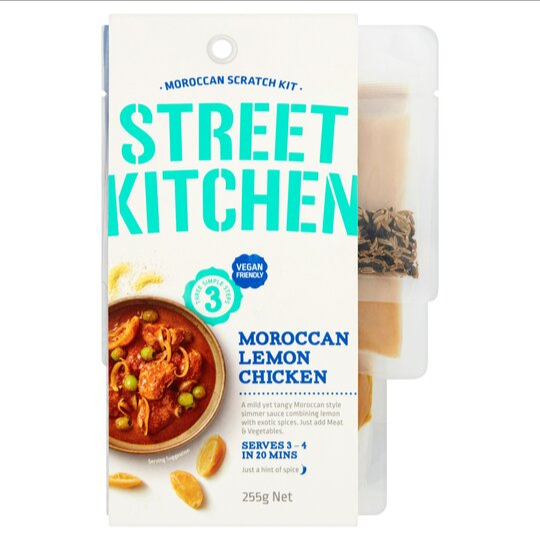 · MOROCCAN SCRATCH KIT ·
STREET
KITCHEN
VEGAN
FRIENDLY
THREE SIMPLE STEPS
3
MOROCCAN
LEMON
CHICKEN
A mild yet tangy Moroccan style
simmer sauce combining lemon
with exotic spices. Just add Meat
& Vegetables.
SERVES 3 – 4
IN 20 MINS
Just a hint of spice
Serving Suggestion
255g Net